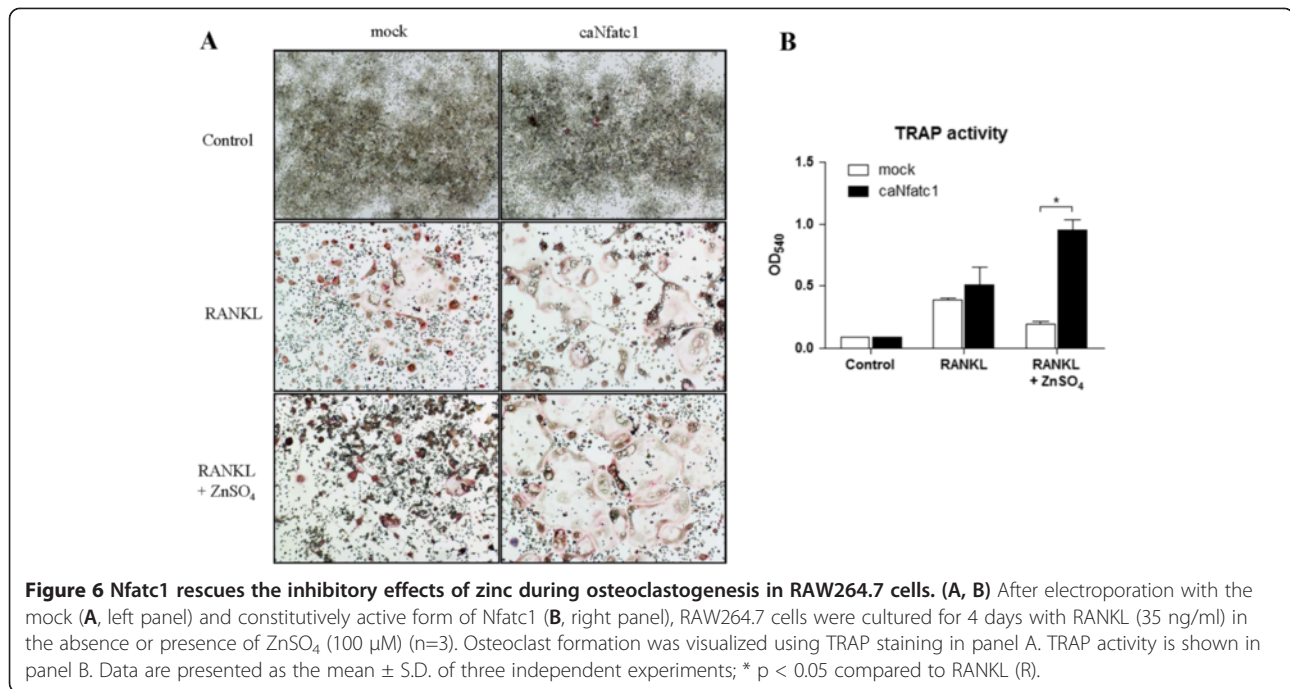 A
mock
caNfatc1
Control
RANKL
RANKL
+ ZnSO₄
B
TRAP activity
mock
caNfatc1
*
OD₅₄₀
1.5
1.0
0.5
0.0
Control
RANKL
RANKL
+ ZnSO₄
Figure 6 Nfatc1 rescues the inhibitory effects of zinc during osteoclastogenesis in RAW264.7 cells. (A, B) After electroporation with the
mock (A, left panel) and constitutively active form of Nfatc1 (B, right panel), RAW264.7 cells were cultured for 4 days with RANKL (35 ng/ml) in
the absence or presence of ZnSO₄ (100 μM) (n=3). Osteoclast formation was visualized using TRAP staining in panel A. TRAP activity is shown in
panel B. Data are presented as the mean ± S.D. of three independent experiments; * p < 0.05 compared to RANKL (R).